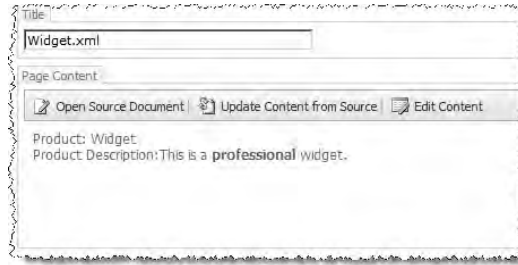 Title
Widget.xml
Page Content
Open Source Document | Update Content from Source | Edit Content
Product: Widget
Product Description:This is a professional widget.